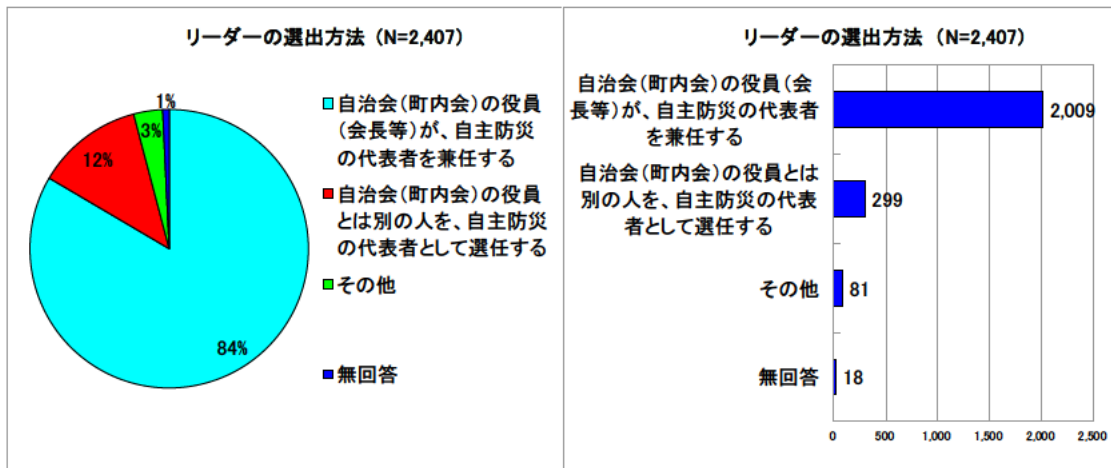 リーダーの選出方法 (N=2,407)
1%
3%
12%
84%
自治会(町内会)の役員
(会長等)が、自主防災
の代表者を兼任する
自治会(町内会)の役員
とは別の人を、自主防災
の代表者として選任する
その他
無回答
リーダーの選出方法 (N=2,407)
自治会(町内会)の役員(会
長等)が、自主防災の代表者
を兼任する
2,009
自治会(町内会)の役員とは
別の人を、自主防災の代表
者として選任する
299
その他
81
無回答
18
0 500 1,000 1,500 2,000 2,500